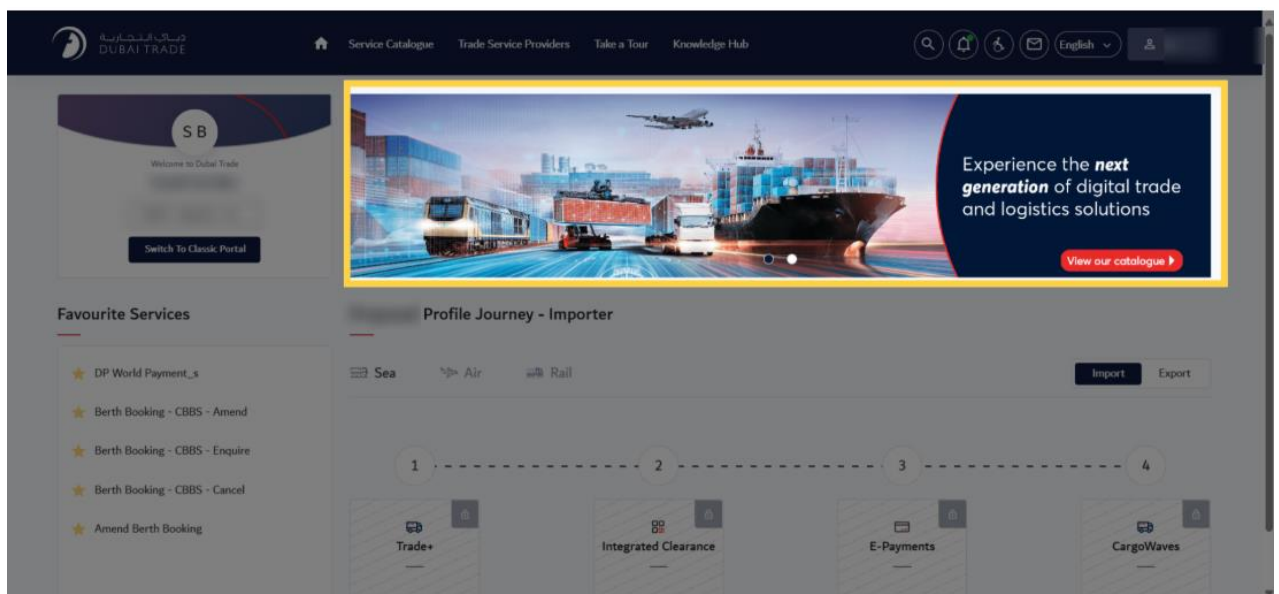 دبي التجارية
DUBAI TRADE
Service Catalogue
Trade Service Providers
Take a Tour
Knowledge Hub
English
S B
Welcome to Dubai Trade
Switch To Classic Portal
Experience the next
generation of digital trade
and logistics solutions
View our catalogue
Favourite Services
DP World Payment_s
Berth Booking - CBBS - Amend
Berth Booking - CBBS - Enquire
Berth Booking - CBBS - Cancel
Amend Berth Booking
Profile Journey - Importer
Sea
Air
Rail
Import
Export
1
2
3
4
Trade+
Integrated Clearance
E-Payments
CargoWaves